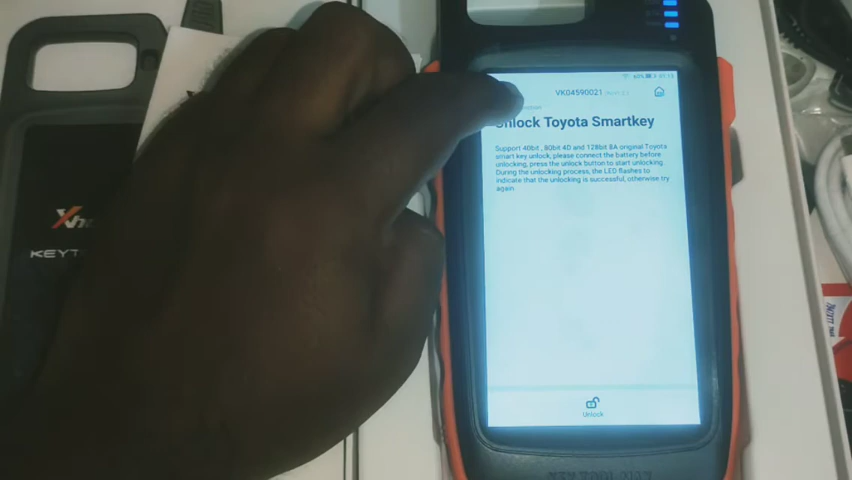 VK04590021
Unlock Toyota Smartkey
Support 40bit , 80bit 4D and 128bit 8A original Toyota
smart key unlock, please connect the battery before
unlocking, press the unlock button to start unlocking.
During the unlocking process, the LED flashes to
indicate that the unlocking is successful, otherwise try
again
Unlock